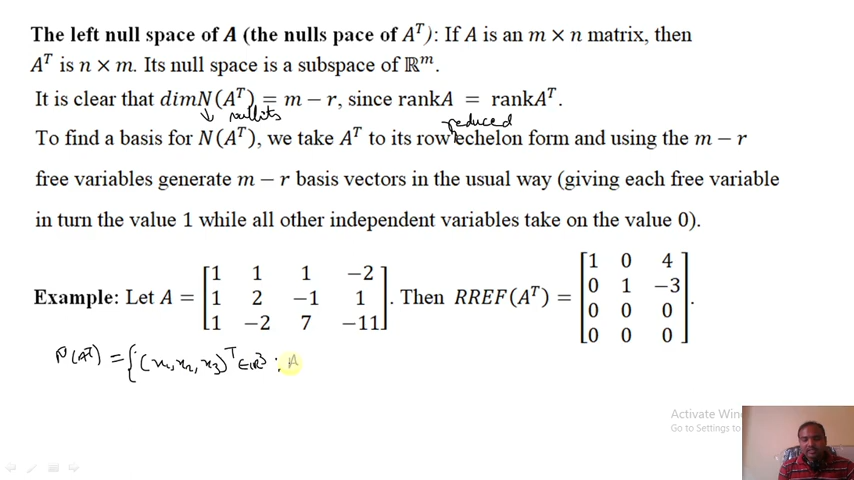 The left null space of A (the nulls pace of Aᵀ): If A is an m × n matrix, then
Aᵀ is n × m. Its null space is a subspace of ℝᵐ.
It is clear that dimN(Aᵀ) = m − r, since rankA = rankAᵀ.
↓ nullity
reduced
To find a basis for N(Aᵀ), we take Aᵀ to its row echelon form and using the m − r
free variables generate m − r basis vectors in the usual way (giving each free variable
in turn the value 1 while all other independent variables take on the value 0).
Example: Let A = [1 1 1 −2; 1 2 −1 1; 1 −2 7 −11]. Then RREF(Aᵀ) = [1 0 4; 0 1 −3; 0 0 0; 0 0 0].
N(Aᵀ) = {(x₁, x₂, x₃)ᵀ ∈ ℝ³ : A
Activate Win
Go to Settings to